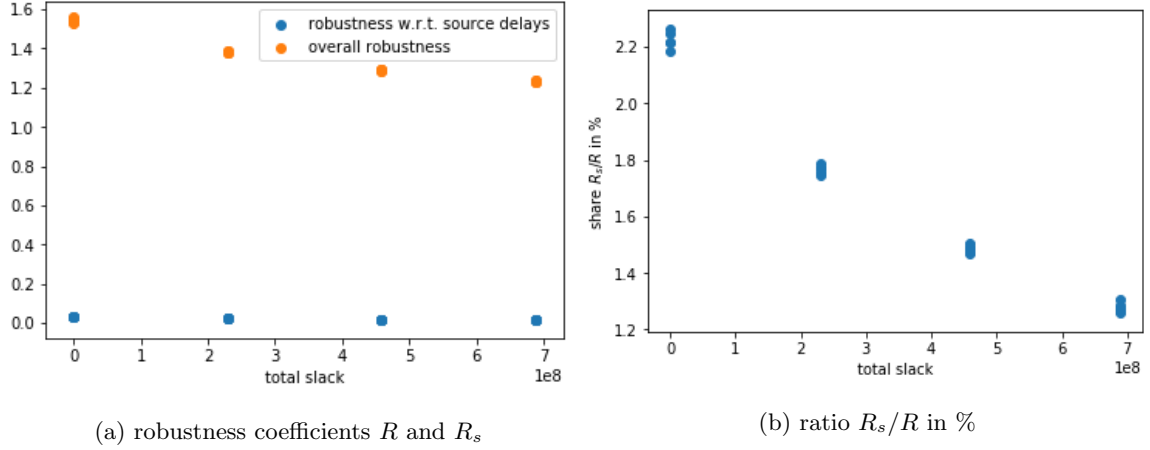 1.6
1.4
1.2
1.0
0.8
0.6
0.4
0.2
0.0
robustness w.r.t. source delays
overall robustness
0 1 2 3 4 5 6 7
1e8
total slack
(a) robustness coefficients R and Rₛ
2.2
2.0
1.8
1.6
1.4
1.2
share Rₛ/R in %
0 1 2 3 4 5 6 7
1e8
total slack
(b) ratio Rₛ/R in %